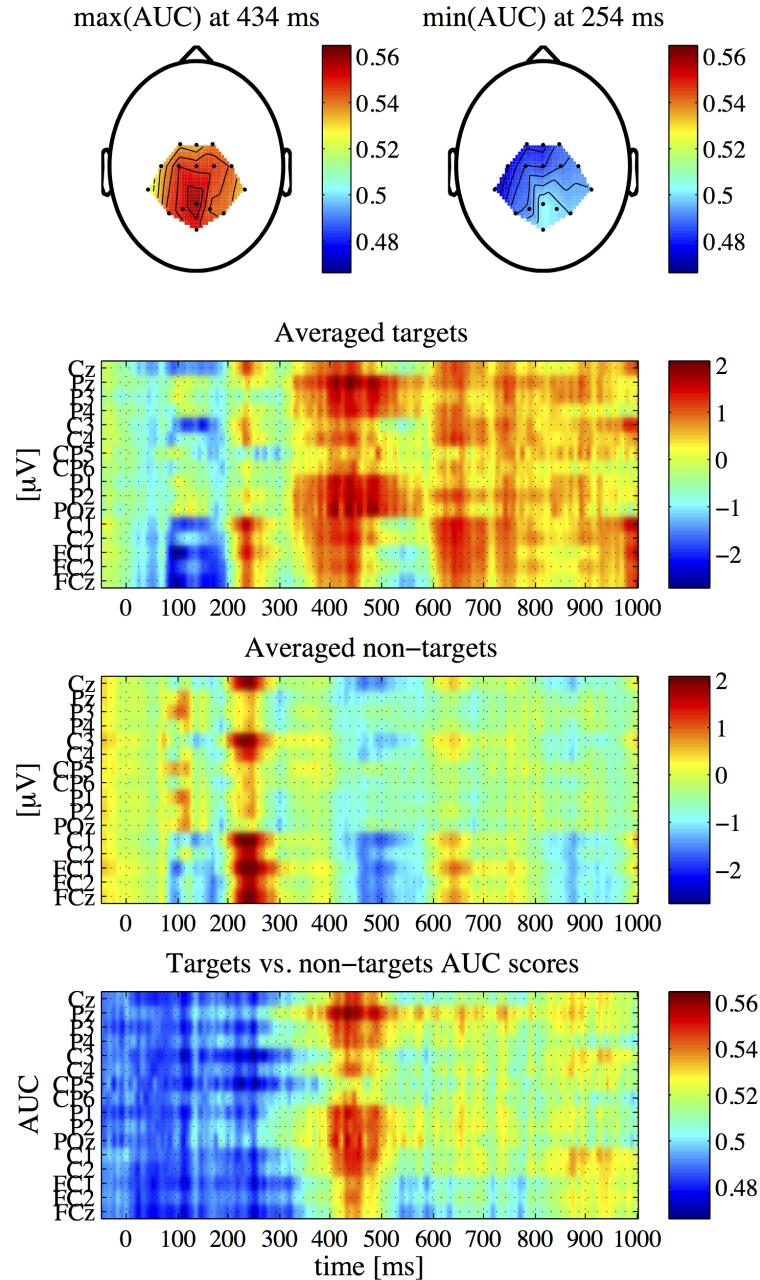 max(AUC) at 434 ms
min(AUC) at 254 ms
0.56
0.54
0.52
0.5
0.48
0.56
0.54
0.52
0.5
0.48
Averaged targets
[µV]
Cz
Pz
P3
P4
C3
C4
CP5
CP6
P1
P2
POz
C1
C2
FC1
FC2
FCz
0 100 200 300 400 500 600 700 800 900 1000
2
1
0
−1
−2
Averaged non-targets
[µV]
Cz
Pz
P3
P4
C3
C4
CP5
CP6
P1
P2
POz
C1
C2
FC1
FC2
FCz
0 100 200 300 400 500 600 700 800 900 1000
2
1
0
−1
−2
Targets vs. non-targets AUC scores
AUC
Cz
Pz
P3
P4
C3
C4
CP5
CP6
P1
P2
POz
C1
C2
FC1
FC2
FCz
0 100 200 300 400 500 600 700 800 900 1000
time [ms]
0.56
0.54
0.52
0.5
0.48